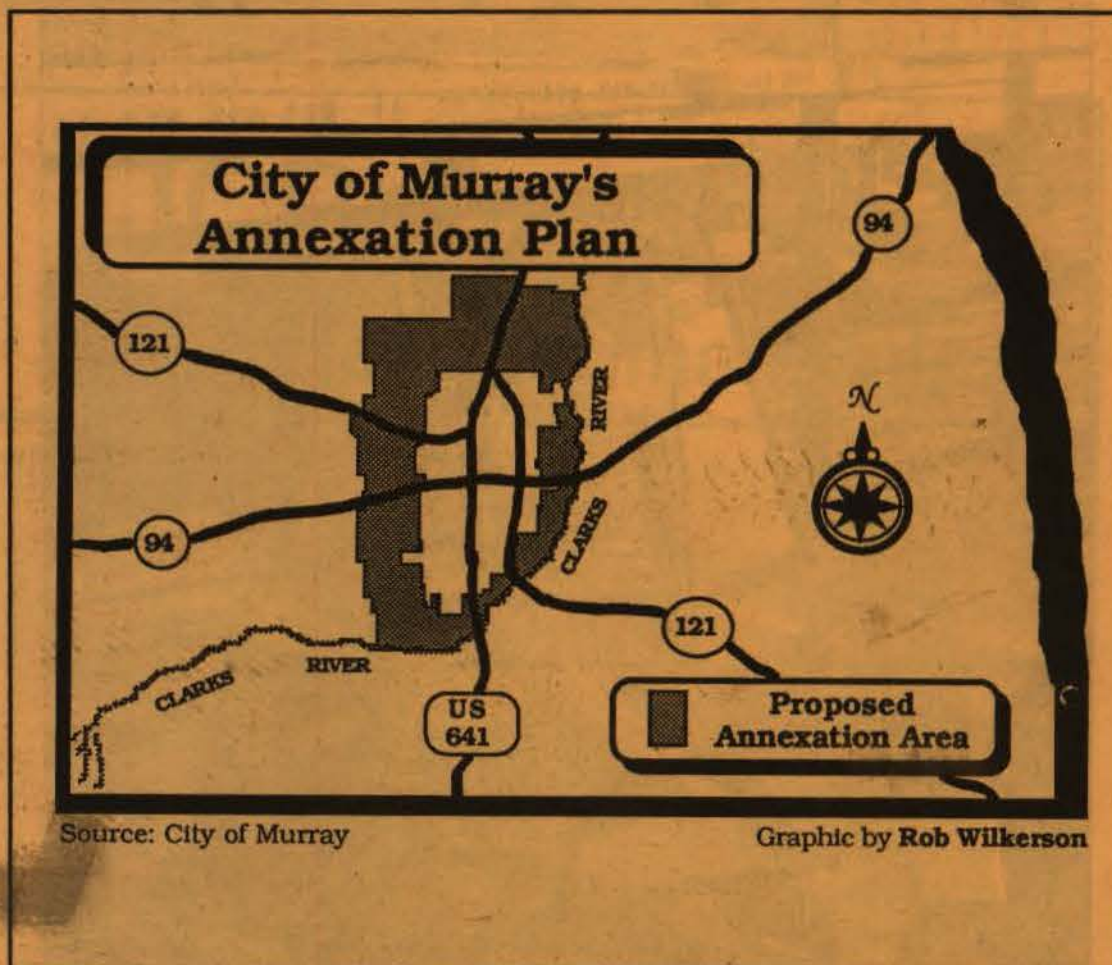 City of Murray's
Annexation Plan
94
121
N
RIVER
CLARKS
94
121
RIVER
CLARKS
US
641
Proposed
Annexation Area
Source: City of Murray
Graphic by Rob Wilkerson